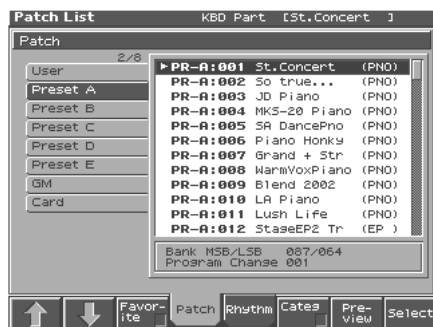 Patch List KBD Part [St.Concert ]
Patch
2/8
User
Preset A
Preset B
Preset C
Preset D
Preset E
GM
Card
PR-A:001 St.Concert (PNO)
PR-A:002 So true... (PNO)
PR-A:003 JD Piano (PNO)
PR-A:004 MKS-20 Piano (PNO)
PR-A:005 SA DancePno (PNO)
PR-A:006 Piano Honky (PNO)
PR-A:007 Grand + Str (PNO)
PR-A:008 WarmVoxPiano (PNO)
PR-A:009 Blend 2002 (PNO)
PR-A:010 LA Piano (PNO)
PR-A:011 Lush Life (PNO)
PR-A:012 StageEP2 Tr (EP )
Bank MSB/LSB 087/064
Program Change 001
Favor-
ite
Patch
Rhythm
Categ
Pre-
view
Select